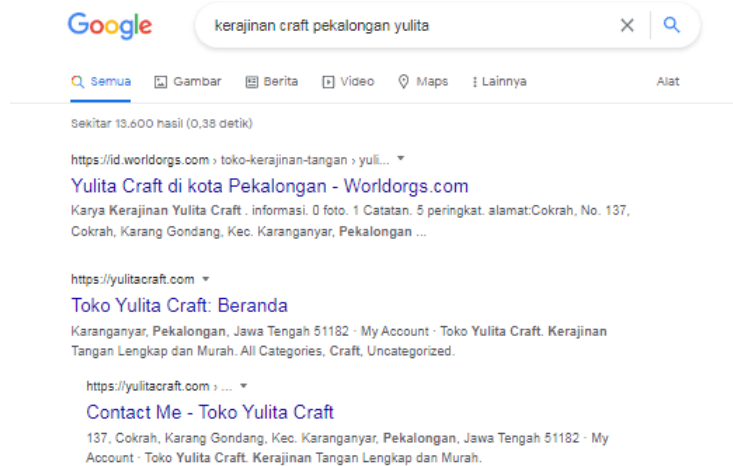 Google
kerajinan craft pekalongan yulita
Semua Gambar Berita Video Maps Lainnya Alat
Sekitar 13.600 hasil (0,38 detik)
https://id.worldorgs.com › toko-kerajinan-tangan › yuli...
Yulita Craft di kota Pekalongan - Worldorgs.com
Karya Kerajinan Yulita Craft . informasi. 0 foto. 1 Catatan. 5 peringkat. alamat:Cokrah, No. 137,
Cokrah, Karang Gondang, Kec. Karanganyar, Pekalongan ...
https://yulitacraft.com
Toko Yulita Craft: Beranda
Karanganyar, Pekalongan, Jawa Tengah 51182 · My Account · Toko Yulita Craft. Kerajinan
Tangan Lengkap dan Murah. All Categories, Craft, Uncategorized.
https://yulitacraft.com › ...
Contact Me - Toko Yulita Craft
137, Cokrah, Karang Gondang, Kec. Karanganyar, Pekalongan, Jawa Tengah 51182 · My
Account · Toko Yulita Craft. Kerajinan Tangan Lengkap dan Murah.